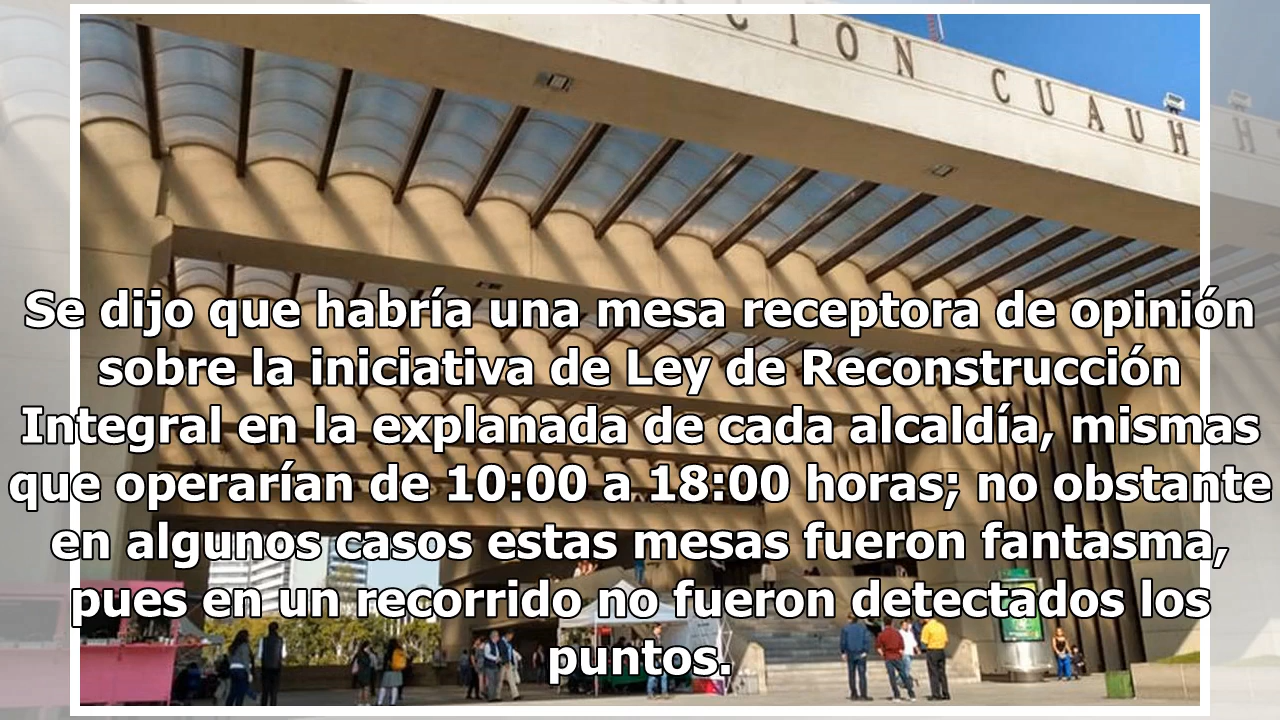 CION CUAUH
Se dijo que habría una mesa receptora de opinión
sobre la iniciativa de Ley de Reconstrucción
Integral en la explanada de cada alcaldía, mismas
que operarían de 10:00 a 18:00 horas; no obstante
en algunos casos estas mesas fueron fantasma,
pues en un recorrido no fueron detectados los
puntos.